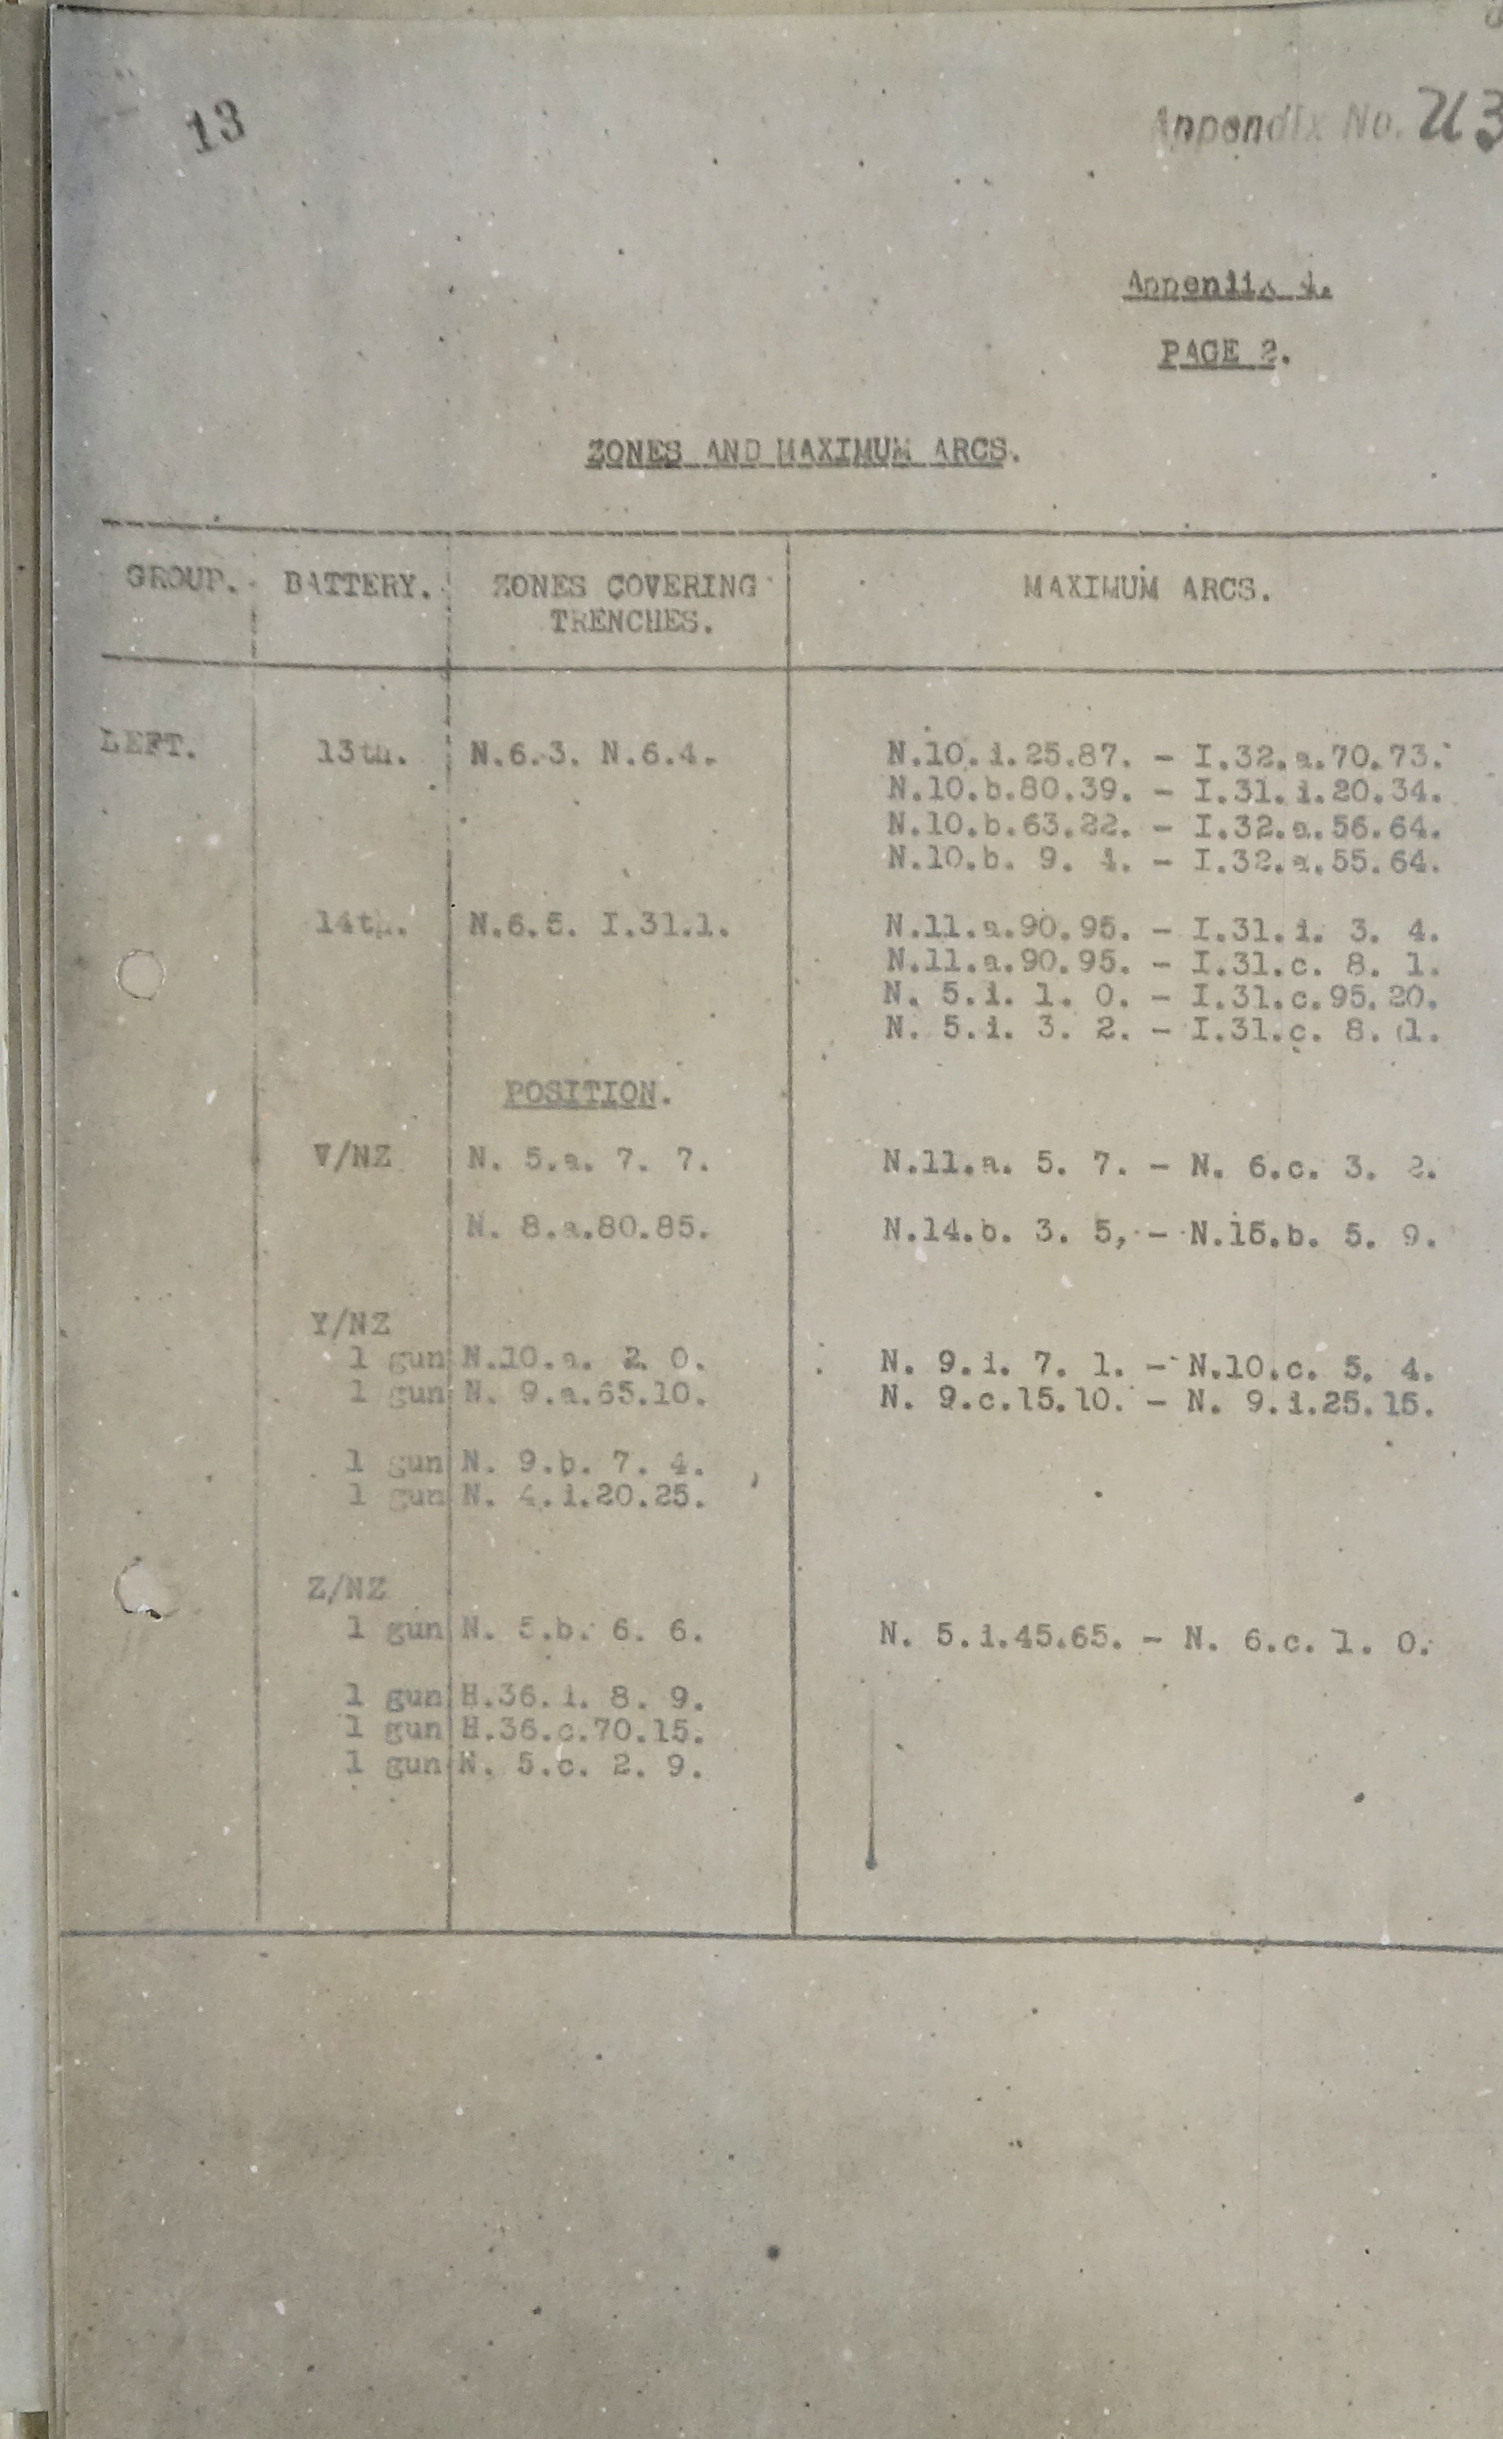 13
Appendix No. U3
Appendix 4.
PAGE 2.
ZONES AND MAXIMUM ARCS.
GROUP. BATTERY. ZONES COVERING TRENCHES. MAXIMUM ARCS.
LEFT. 13th. N.6.3. N.6.4. N.10.d.25.87. - I.32.a.70.73.
N.10.b.80.39. - I.31.d.20.34.
N.10.b.63.22. - I.32.a.56.64.
N.10.b. 9. 4. - I.32.a.55.64.
14th. N.6.5. I.31.1. N.11.a.90.95. - I.31.d. 3. 4.
N.11.a.90.95. - I.31.c. 8. 1.
N. 5.d. 1. 0. - I.31.c.95.20.
N. 5.d. 3. 2. - I.31.c. 8. 1.
POSITION.
V/NZ N. 5.a. 7. 7. N.11.a. 5. 7. - N. 6.c. 3. 2.
N. 8.a.80.85. N.14.b. 3. 5, - N.15.b. 5. 9.
Y/NZ
1 gun N.10.a. 2. 0. N. 9.d. 7. 1. - N.10.c. 5. 4.
1 gun N. 9.a.65.10. N. 9.c.15.10. - N. 9.d.25.15.
1 gun N. 9.b. 7. 4.
1 gun N. 4.d.20.25.
Z/NZ
1 gun N. 5.b. 6. 6. N. 5.d.45.65. - N. 6.c. 1. 0.
1 gun H.36.d. 8. 9.
1 gun H.36.c.70.15.
1 gun N. 5.c. 2. 9.